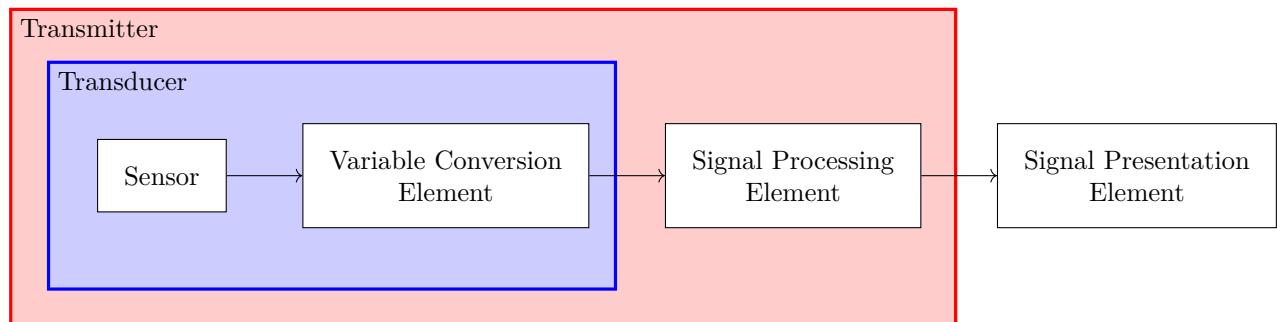 Transmitter
Transducer
Sensor
Variable Conversion
Element
Signal Processing
Element
Signal Presentation
Element